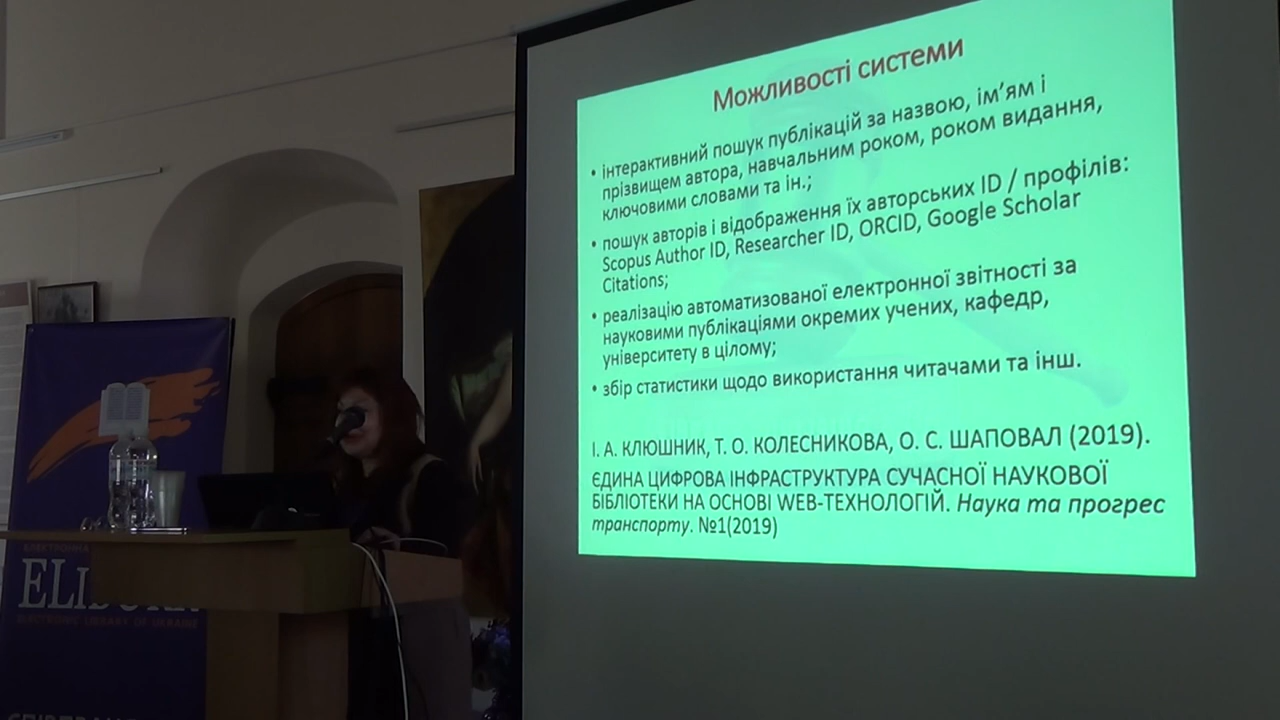 Можливості системи
• інтерактивний пошук публікацій за назвою, ім’ям і
прізвищем автора, навчальним роком, роком видання,
ключовими словами та ін.;
• пошук авторів і відображення їх авторських ID / профілів:
Scopus Author ID, Researcher ID, ORCID, Google Scholar
Citations;
• реалізацію автоматизованої електронної звітності за
науковими публікаціями окремих учених, кафедр,
університету в цілому;
• збір статистики щодо використання читачами та інш.
І. А. КЛЮШНИК, Т. О. КОЛЕСНИКОВА, О. С. ШАПОВАЛ (2019).
ЄДИНА ЦИФРОВА ІНФРАСТРУКТУРА СУЧАСНОЇ НАУКОВОЇ
БІБЛІОТЕКИ НА ОСНОВІ WEB-ТЕХНОЛОГІЙ. Наука та прогрес
транспорту. №1(2019)
ЕЛЕКТРОННА
ELIBUKR
ELECTRONIC LIBRARY OF UKRAINE